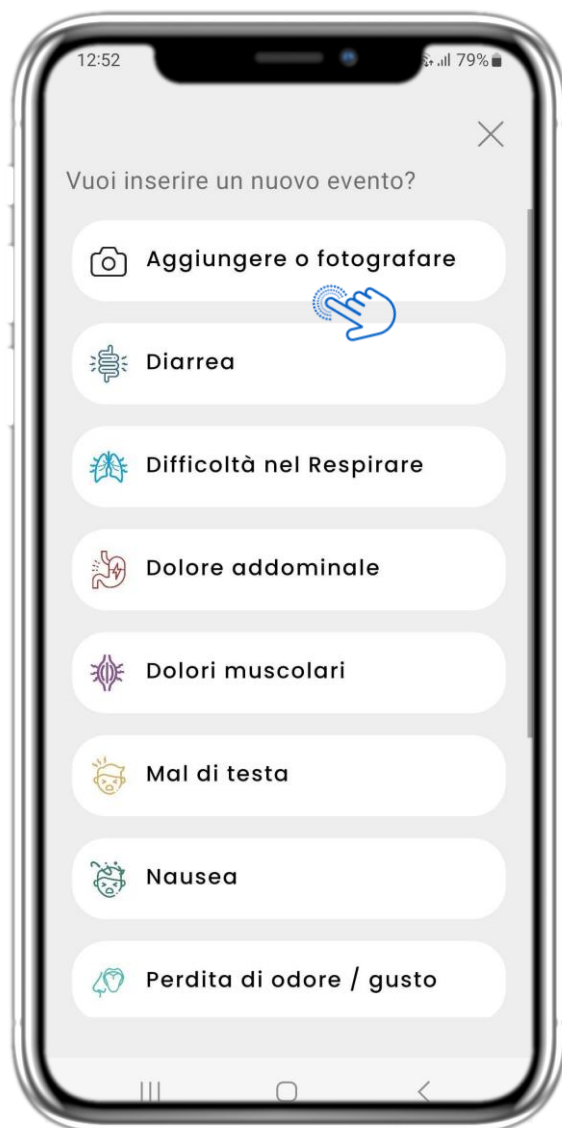 12:52
79%
Vuoi inserire un nuovo evento?
Aggiungere o fotografare
Diarrea
Difficoltà nel Respirare
Dolore addominale
Dolori muscolari
Mal di testa
Nausea
Perdita di odore / gusto